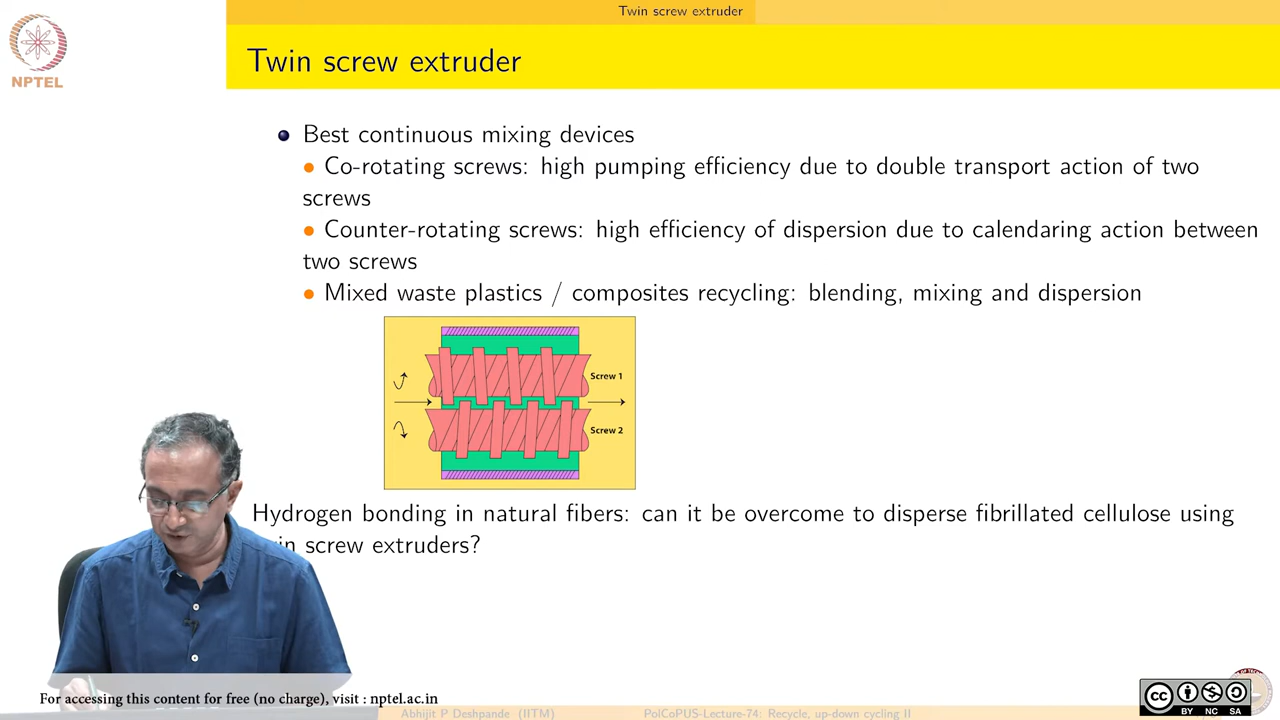 Twin screw extruder
NPTEL
Twin screw extruder
Best continuous mixing devices
Co-rotating screws: high pumping efficiency due to double transport action of two
screws
Counter-rotating screws: high efficiency of dispersion due to calendaring action between
two screws
Mixed waste plastics / composites recycling: blending, mixing and dispersion
Screw 1
Screw 2
Hydrogen bonding in natural fibers: can it be overcome to disperse fibrillated cellulose using
in screw extruders?
For accessing this content for free (no charge), visit : nptel.ac.in
cc
BY NC SA
Abhijit P Deshpande (IITM)
PolCoPUS-Lecture-74: Recycle, up-down cycling II